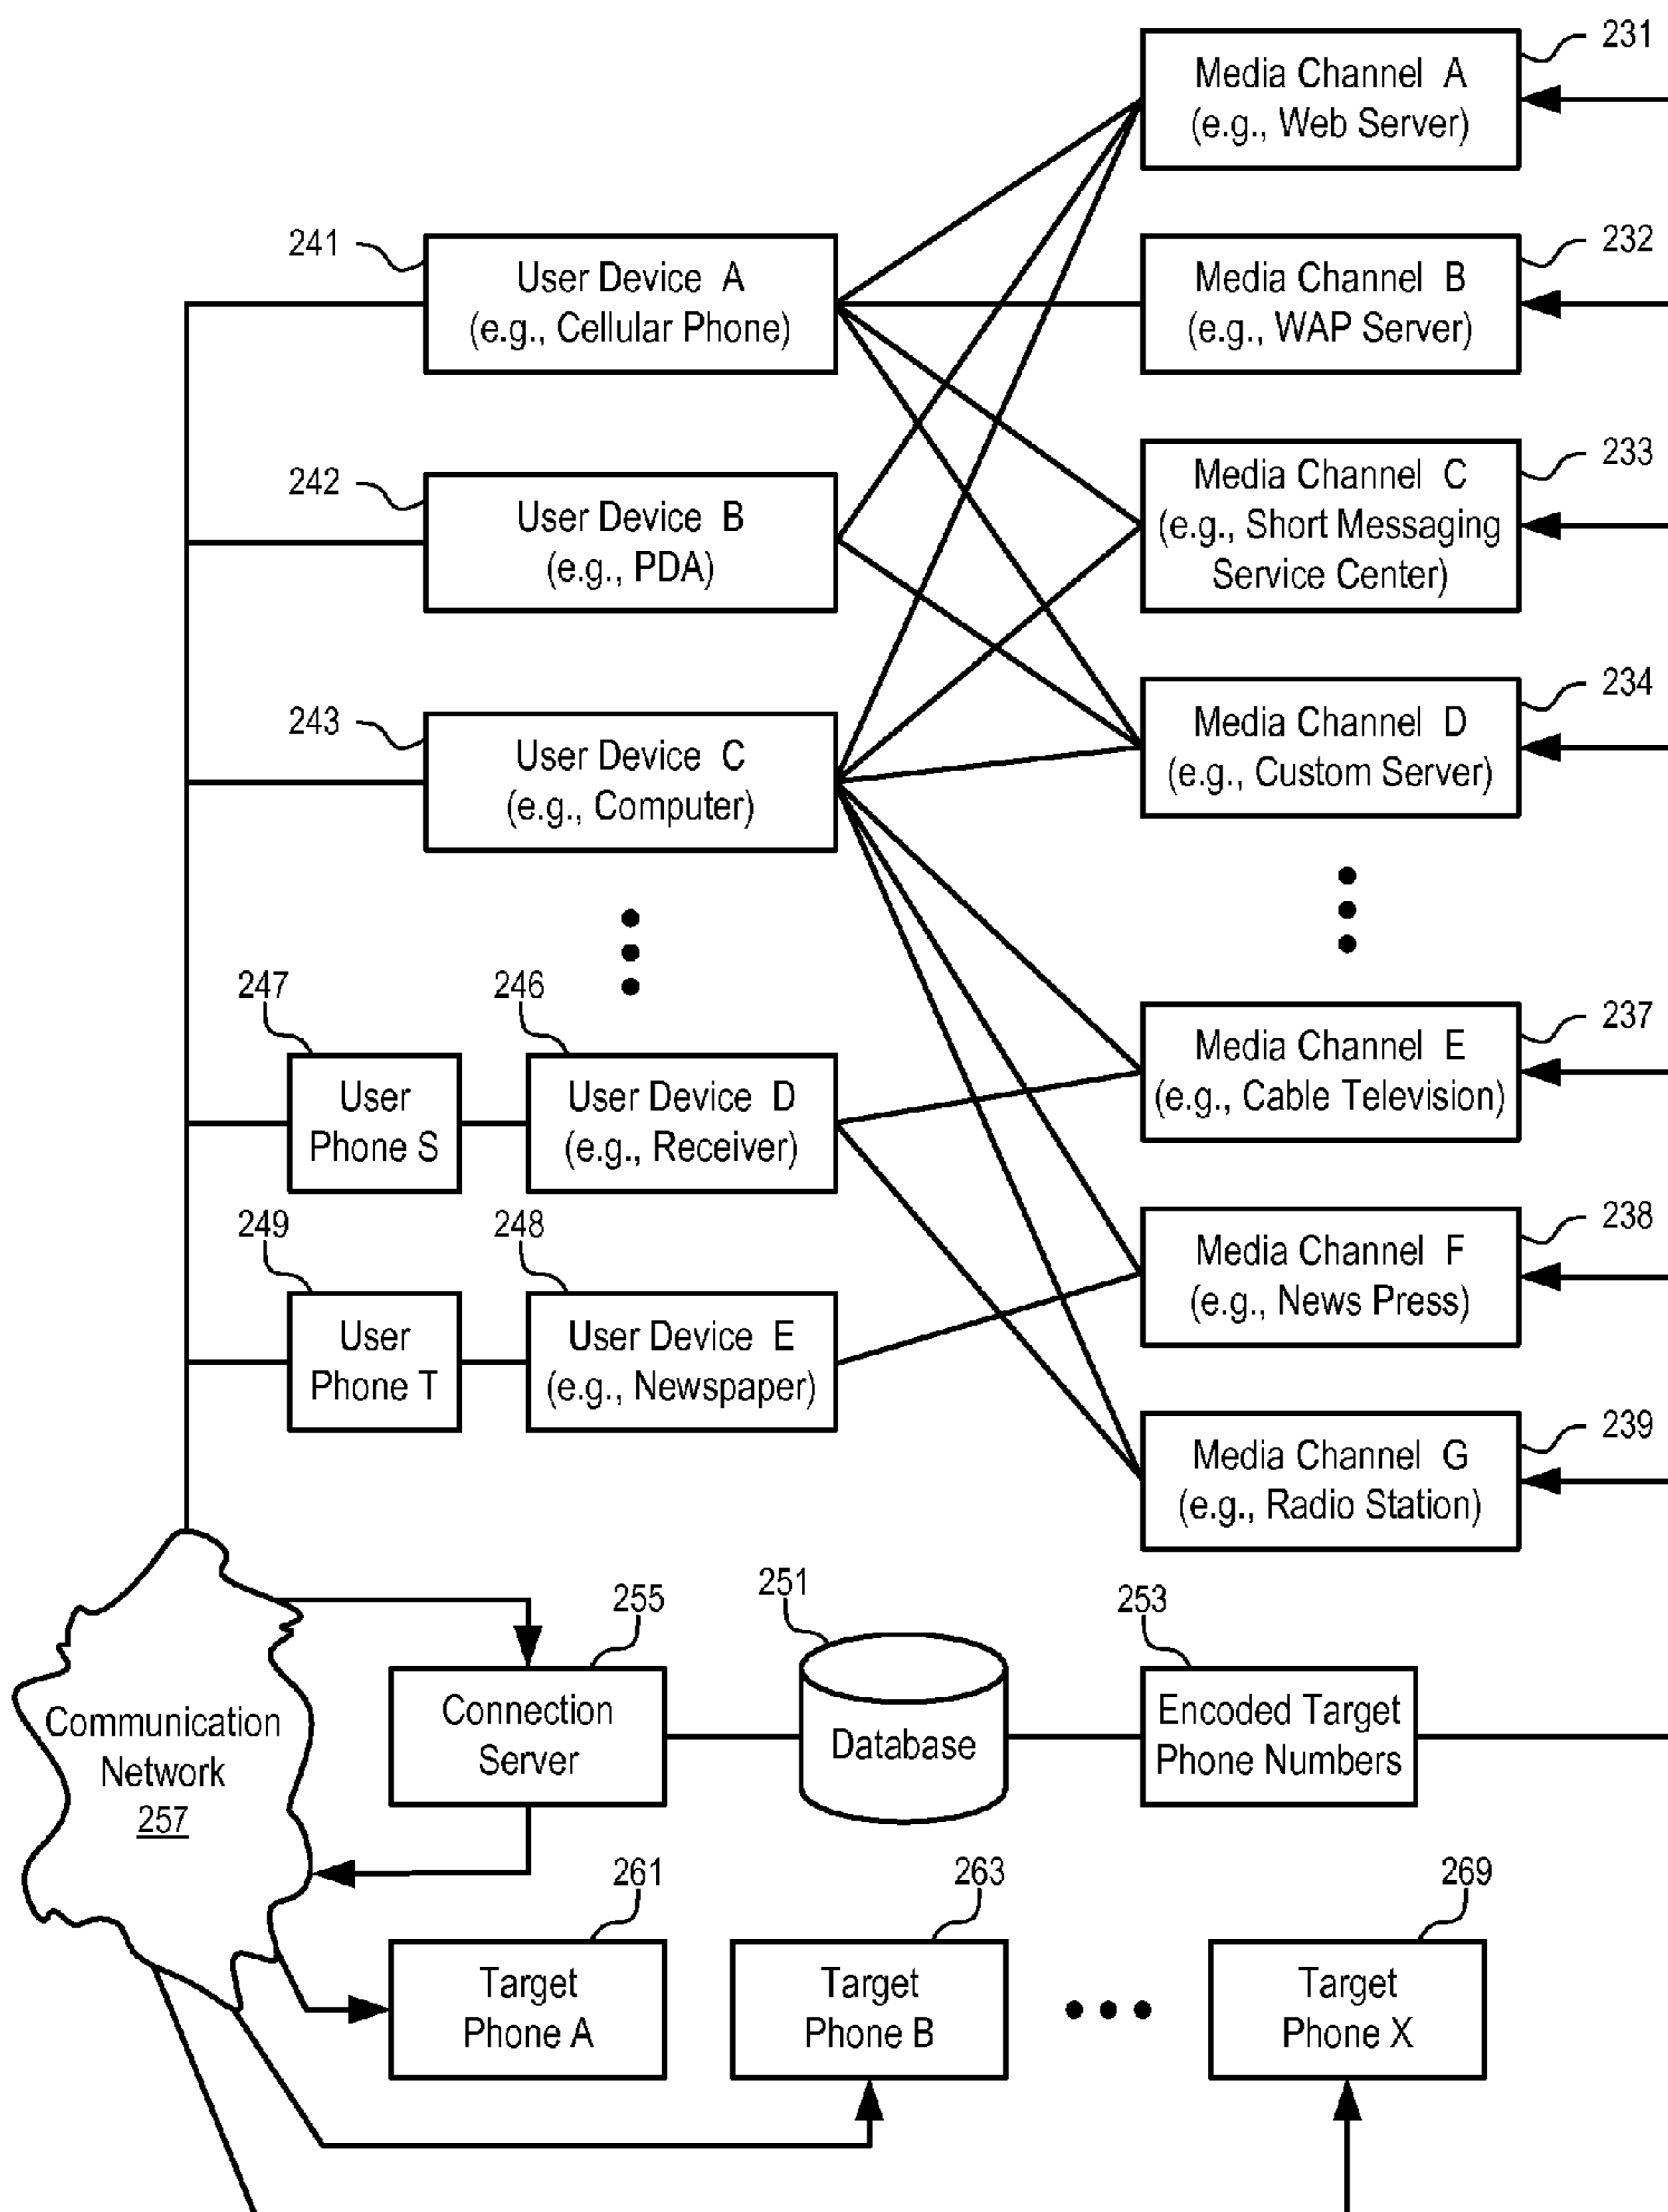 231
Media Channel A
(e.g., Web Server)
241
User Device A
(e.g., Cellular Phone)
232
Media Channel B
(e.g., WAP Server)
242
User Device B
(e.g., PDA)
233
Media Channel C
(e.g., Short Messaging
Service Center)
243
User Device C
(e.g., Computer)
234
Media Channel D
(e.g., Custom Server)
247
User
Phone S
246
User Device D
(e.g., Receiver)
237
Media Channel E
(e.g., Cable Television)
249
User
Phone T
248
User Device E
(e.g., Newspaper)
238
Media Channel F
(e.g., News Press)
239
Media Channel G
(e.g., Radio Station)
Communication
Network
257
255
Connection
Server
251
Database
253
Encoded Target
Phone Numbers
261
Target
Phone A
263
Target
Phone B
269
Target
Phone X